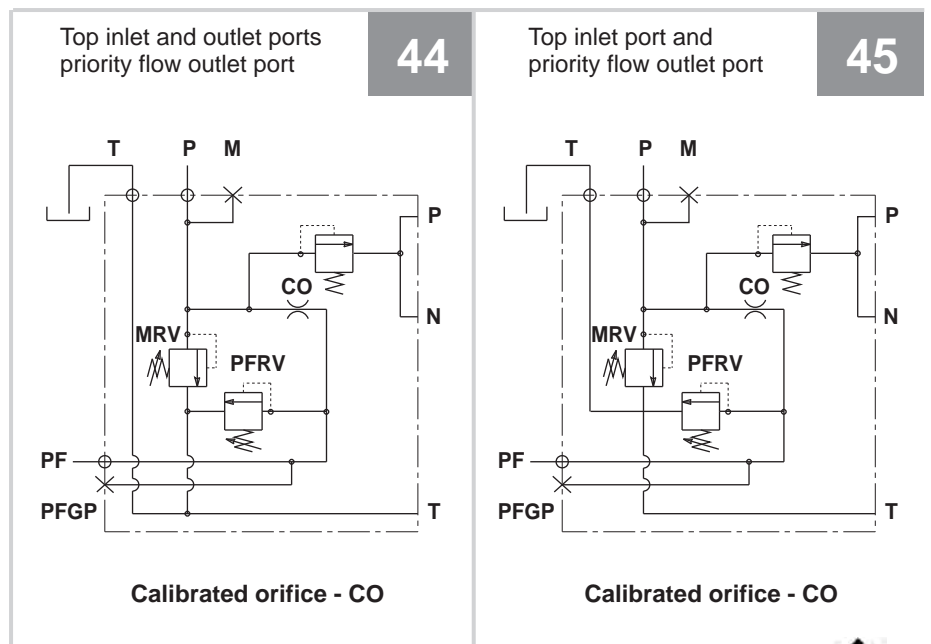 Top inlet and outlet ports
priority flow outlet port
44
T P M
P
CO
N
MRV
PFRV
PF
PFGP
T
Calibrated orifice - CO
Top inlet port and
priority flow outlet port
45
T P M
P
CO
N
MRV
PFRV
PF
PFGP
T
Calibrated orifice - CO